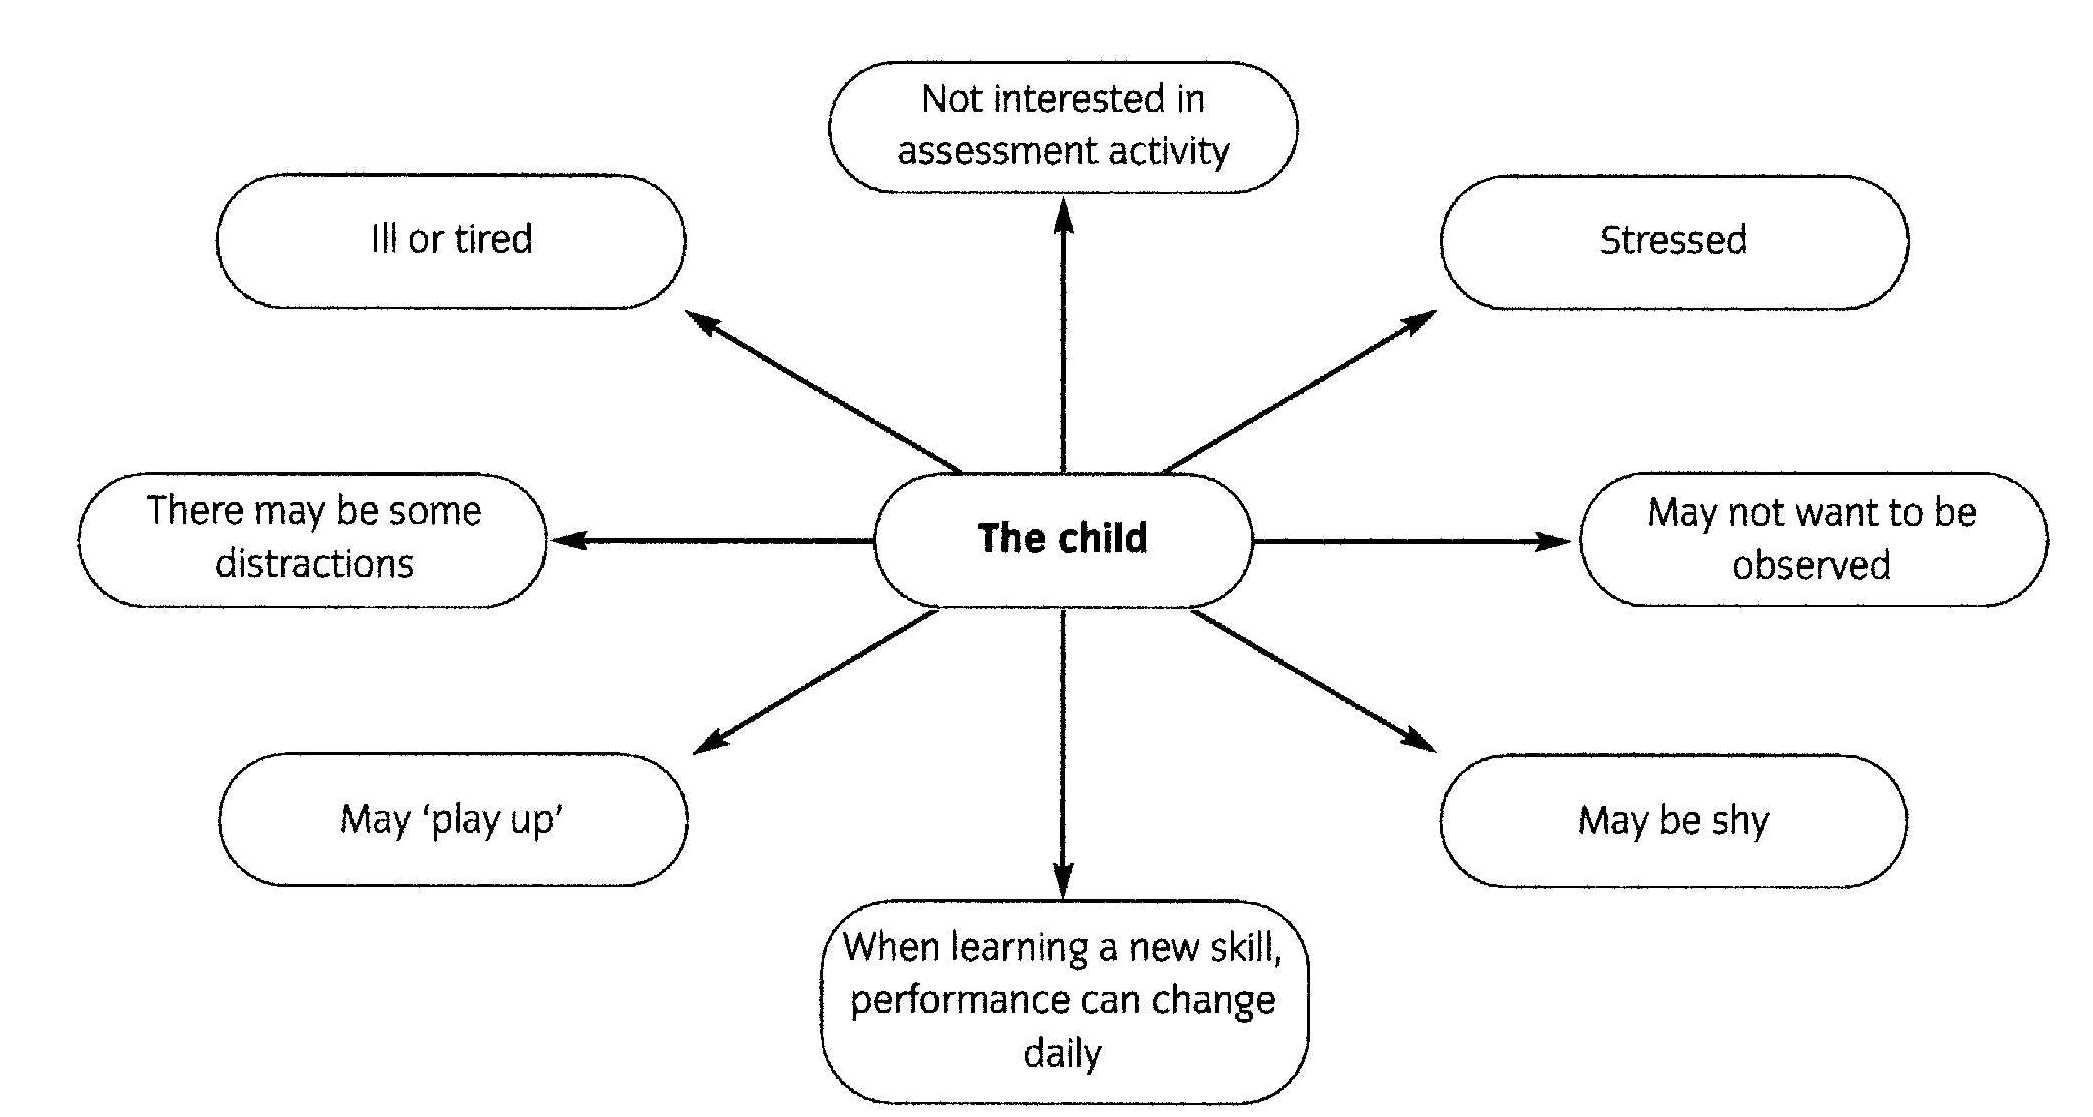 Not interested in
assessment activity
Ill or tired
Stressed
There may be some
distractions
The child
May not want to be
observed
May ‘play up’
May be shy
When learning a new skill,
performance can change
daily